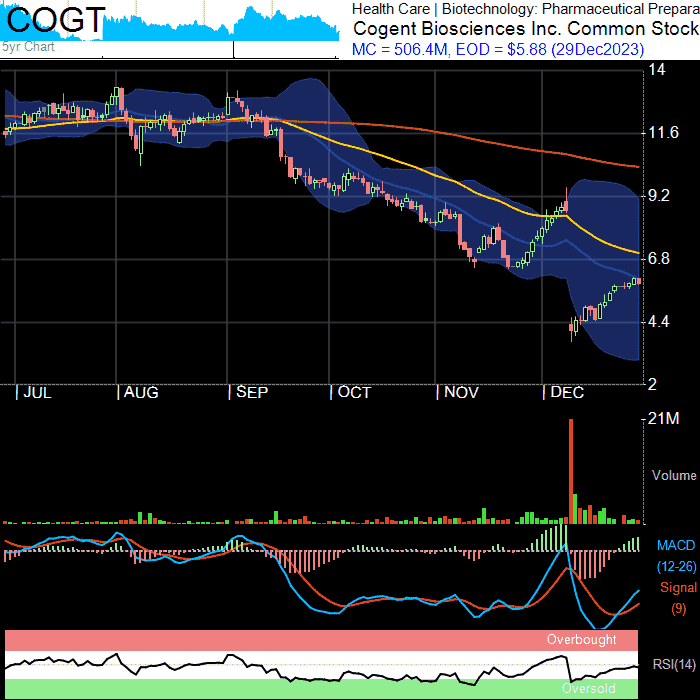 COGT
5yr Chart
Health Care | Biotechnology: Pharmaceutical Prepara
Cogent Biosciences Inc. Common Stock
MC = 506.4M, EOD = $5.88 (29Dec2023)
14
11.6
9.2
6.8
4.4
2
JUL AUG SEP OCT NOV DEC
21M
Volume
MACD
(12-26)
Signal
(9)
Overbought
RSI(14)
Oversold